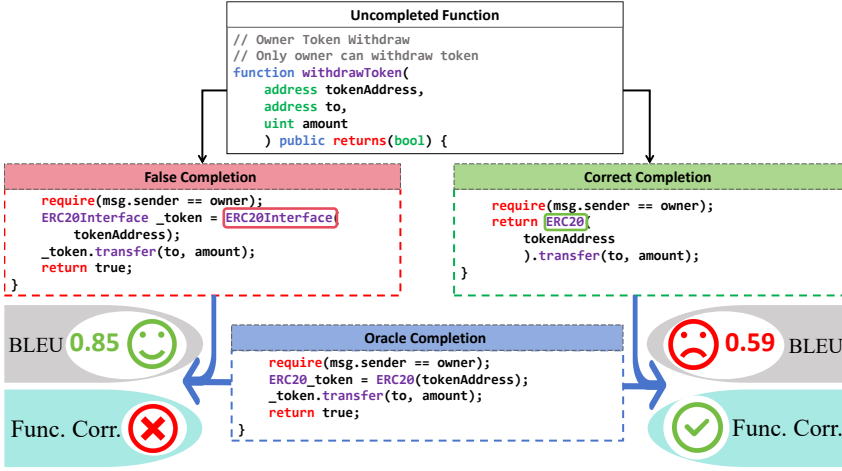 Uncompleted Function
// Owner Token Withdraw
// Only owner can withdraw token
function withdrawToken(
address tokenAddress,
address to,
uint amount
) public returns(bool) {
False Completion
require(msg.sender == owner);
ERC20Interface _token = ERC20Interface(
tokenAddress);
_token.transfer(to, amount);
return true;
}
Correct Completion
require(msg.sender == owner);
return ERC20(
tokenAddress
).transfer(to, amount);
}
BLEU 0.85
Oracle Completion
require(msg.sender == owner);
ERC20_token = ERC20(tokenAddress);
_token.transfer(to, amount);
return true;
}
0.59 BLEU
Func. Corr.
Func. Corr.